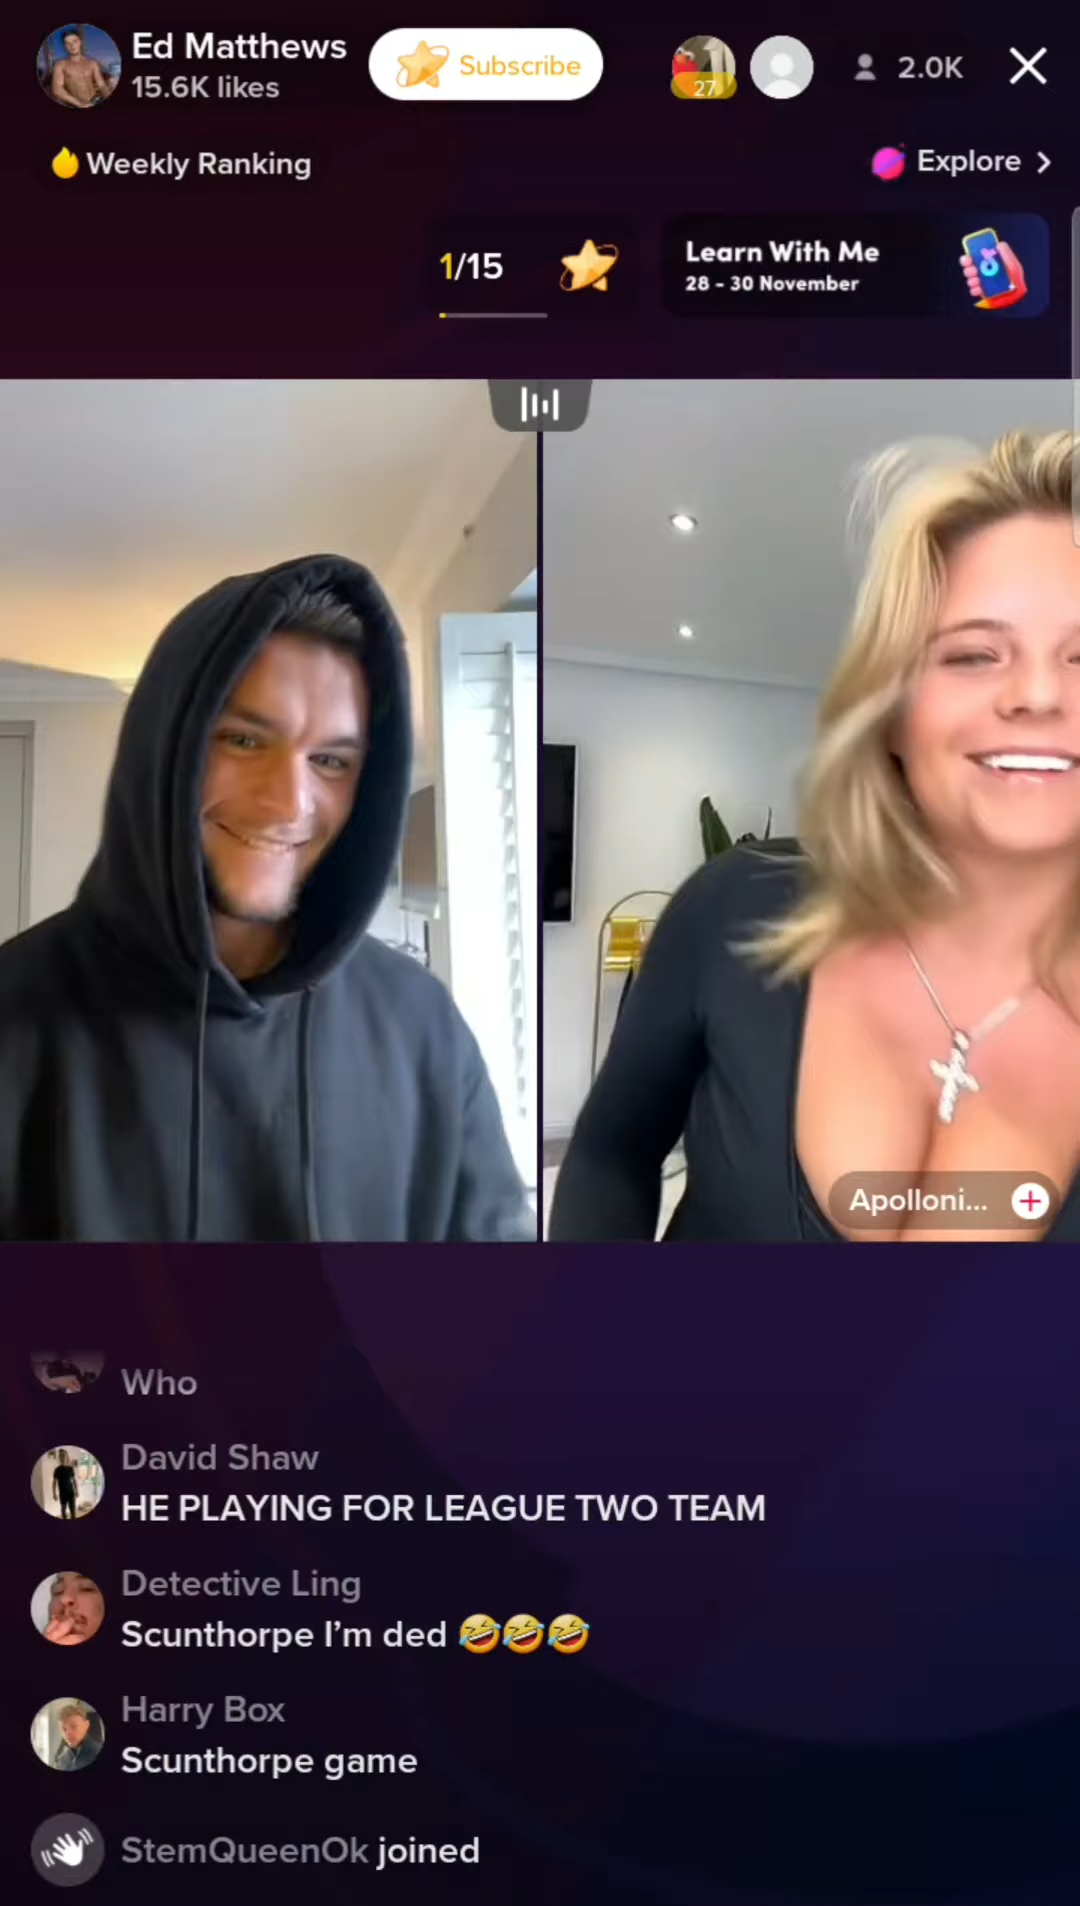 Ed Matthews
15.6K likes
Subscribe
27
2.0K
Weekly Ranking
Explore
1/15
Learn With Me
28 - 30 November
Apolloni...
Who
David Shaw
HE PLAYING FOR LEAGUE TWO TEAM
Detective Ling
Scunthorpe I'm ded 🤣🤣🤣
Harry Box
Scunthorpe game
StemQueenOk joined